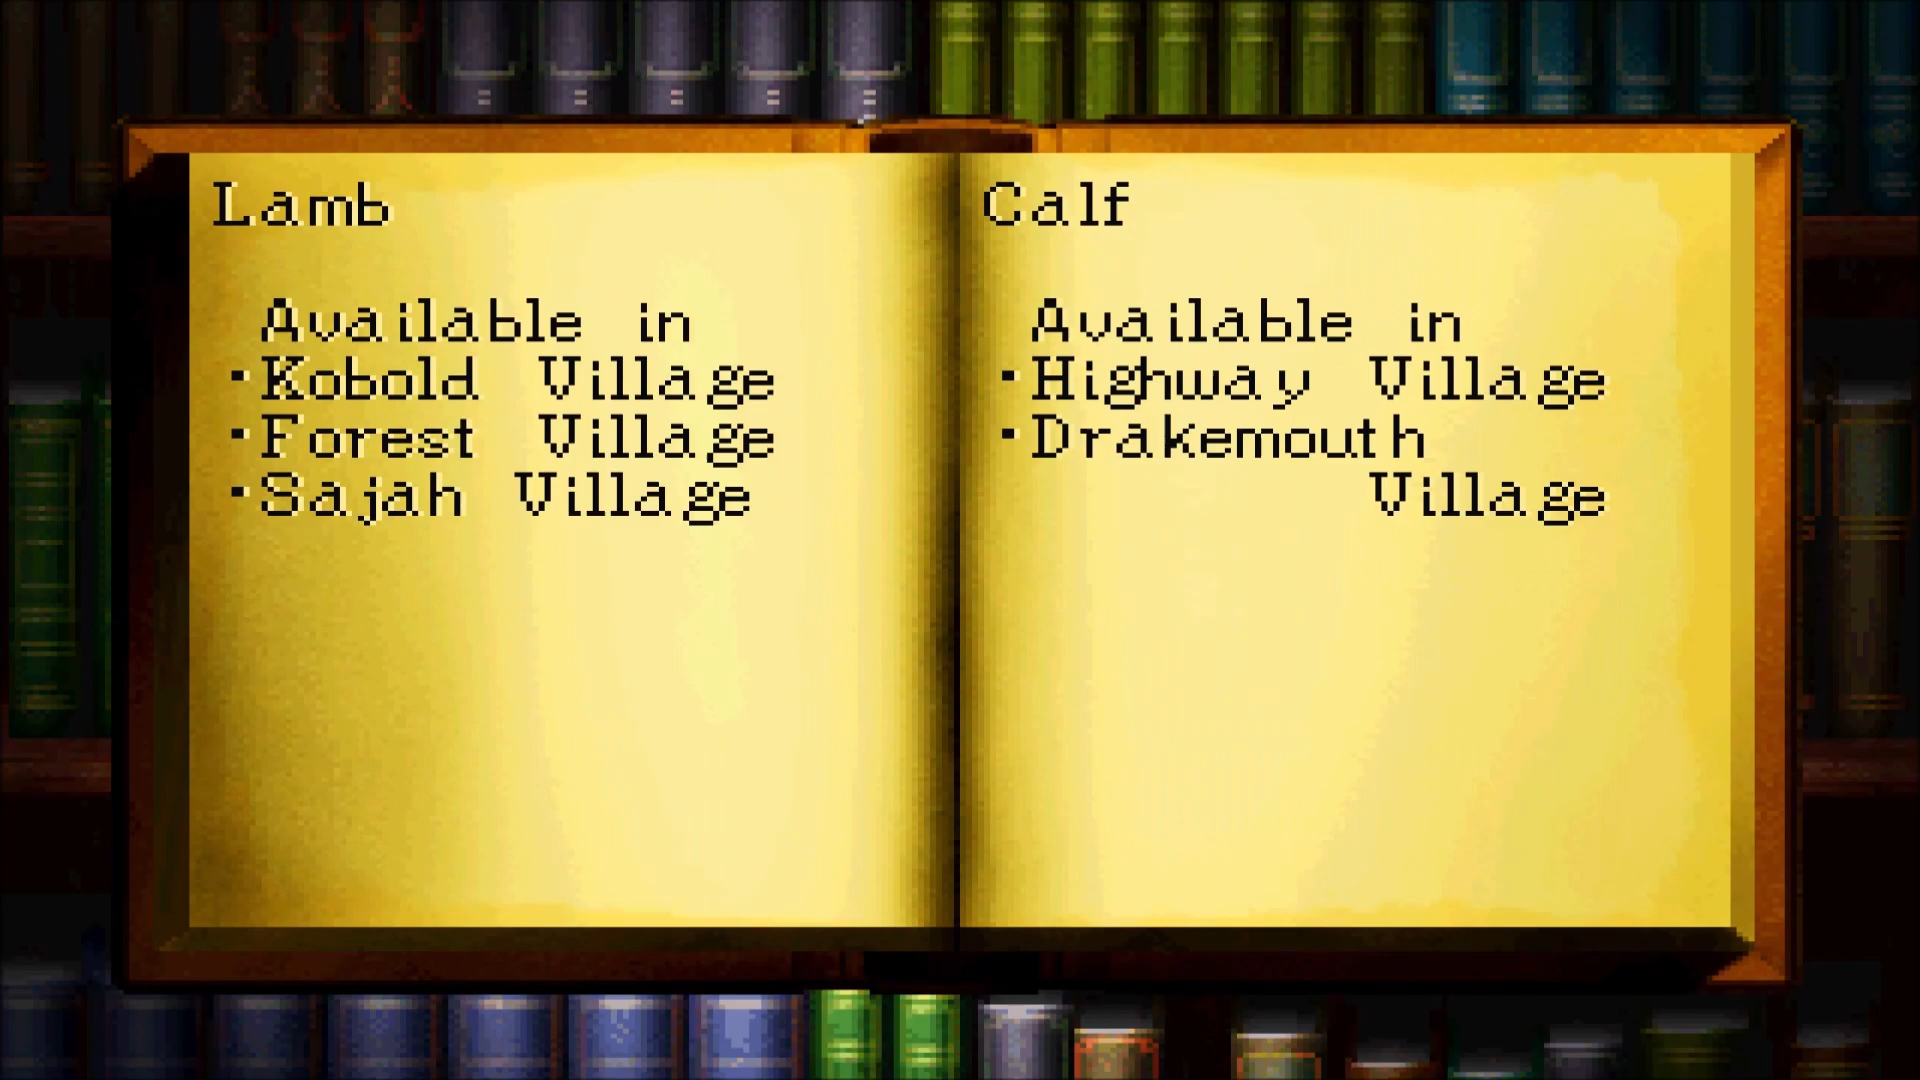 Lamb
Available in
·Kobold Village
·Forest Village
·Sajah Village
Calf
Available in
·Highway Village
·Drakemouth
Village